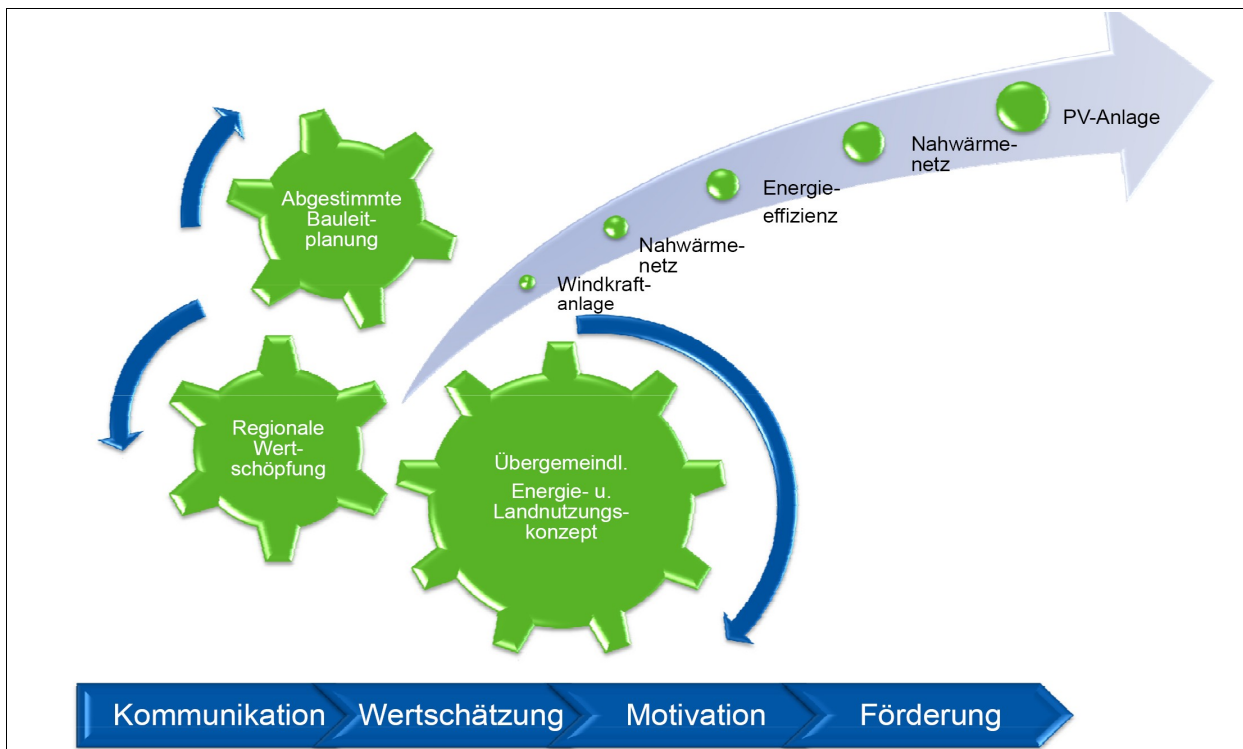 Abgestimmte
Bauleit-
planung
Regionale
Wert-
schöpfung
Übergemeindl.
Energie- u.
Landnutzungs-
konzept
Windkraft-
anlage
Nahwärme-
netz
Energie-
effizienz
Nahwärme-
netz
PV-Anlage
Kommunikation
Wertschätzung
Motivation
Förderung